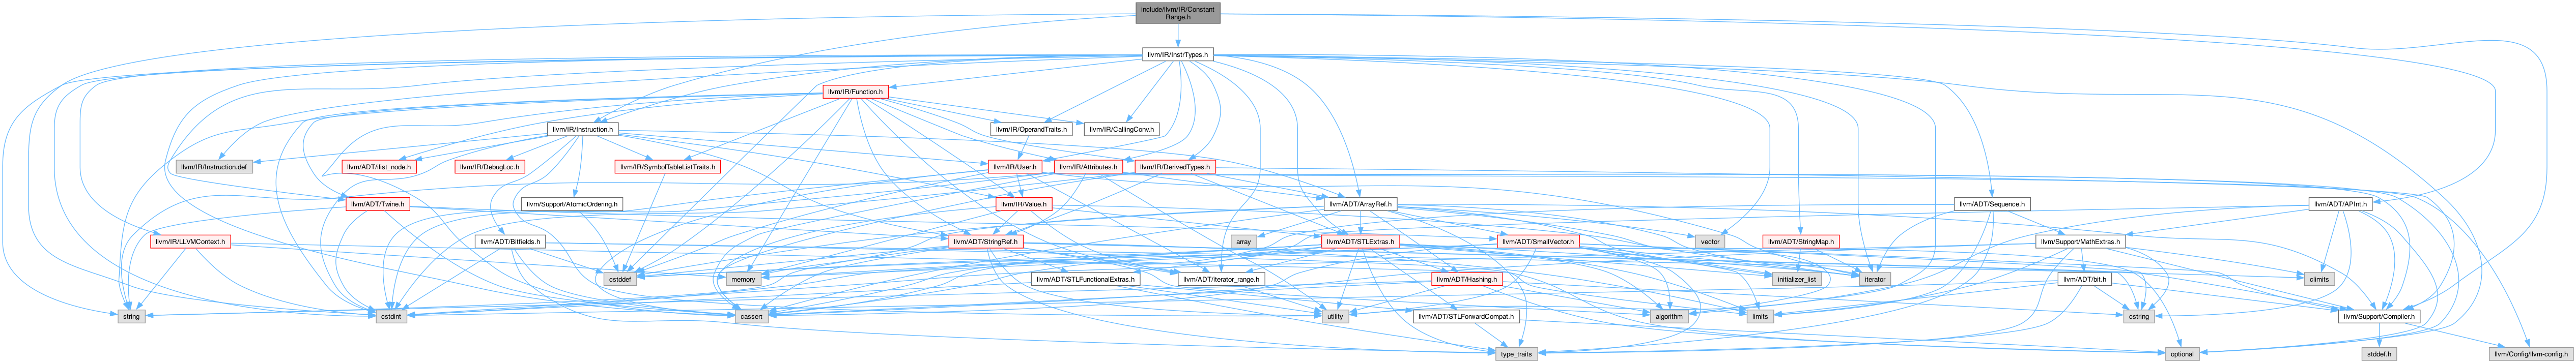 include/llvm/IR/Constant
Range.h
llvm/IR/InstrTypes.h
llvm/IR/Function.h
llvm/IR/Instruction.h
llvm/IR/OperandTraits.h
llvm/IR/CallingConv.h
llvm/IR/Instruction.def
llvm/ADT/ilist_node.h
llvm/IR/DebugLoc.h
llvm/IR/SymbolTableListTraits.h
llvm/IR/User.h
llvm/IR/Attributes.h
llvm/IR/DerivedTypes.h
llvm/ADT/Twine.h
llvm/Support/AtomicOrdering.h
llvm/IR/Value.h
llvm/ADT/ArrayRef.h
llvm/ADT/Sequence.h
llvm/ADT/APInt.h
llvm/IR/LLVMContext.h
llvm/ADT/Bitfields.h
llvm/ADT/StringRef.h
array
llvm/ADT/STLExtras.h
llvm/ADT/SmallVector.h
vector
llvm/ADT/StringMap.h
llvm/Support/MathExtras.h
cstddef
memory
llvm/ADT/STLFunctionalExtras.h
llvm/ADT/iterator_range.h
llvm/ADT/Hashing.h
initializer_list
iterator
llvm/ADT/bit.h
climits
string
cstdint
cassert
utility
llvm/ADT/STLForwardCompat.h
algorithm
limits
cstring
llvm/Support/Compiler.h
type_traits
optional
stddef.h
llvm/Config/llvm-config.h